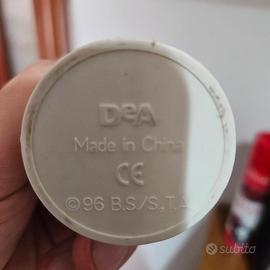 DeA
Made in China
CE
©96 B.S./S.,T.A
subito